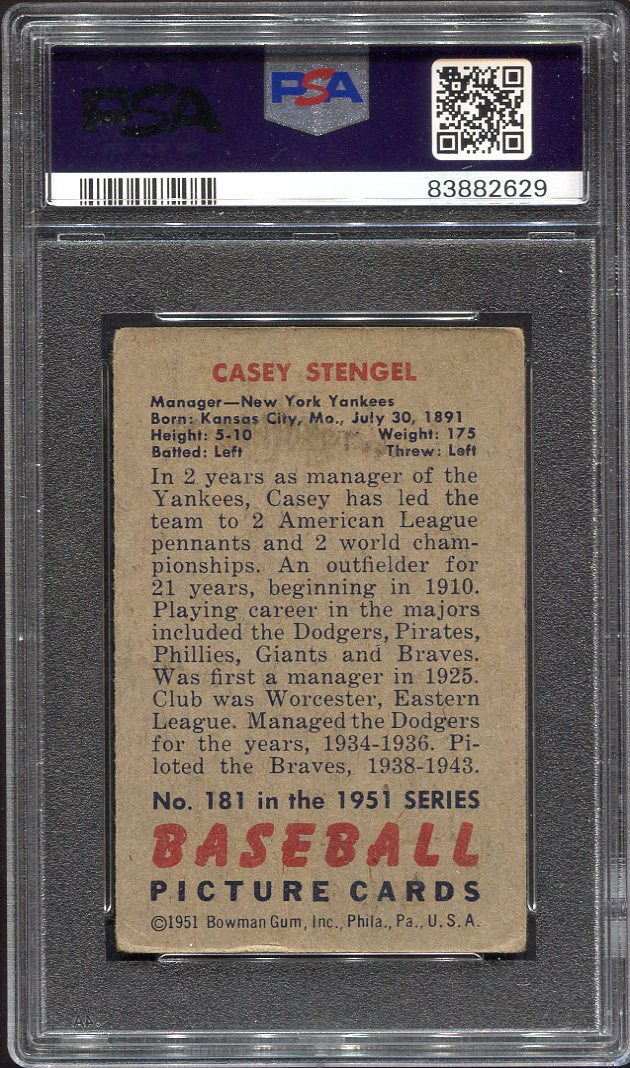 PSA
PSA
83882629
CASEY STENGEL
Manager—New York Yankees
Born: Kansas City, Mo., July 30, 1891
Height: 5-10 Weight: 175
Batted: Left Threw: Left
In 2 years as manager of the
Yankees, Casey has led the
team to 2 American League
pennants and 2 world cham-
pionships. An outfielder for
21 years, beginning in 1910.
Playing career in the majors
included the Dodgers, Pirates,
Phillies, Giants and Braves.
Was first a manager in 1925.
Club was Worcester, Eastern
League. Managed the Dodgers
for the years, 1934-1936. Pi-
loted the Braves, 1938-1943.
No. 181 in the 1951 SERIES
BASEBALL
PICTURE CARDS
©1951 Bowman Gum, Inc., Phila., Pa., U.S.A.